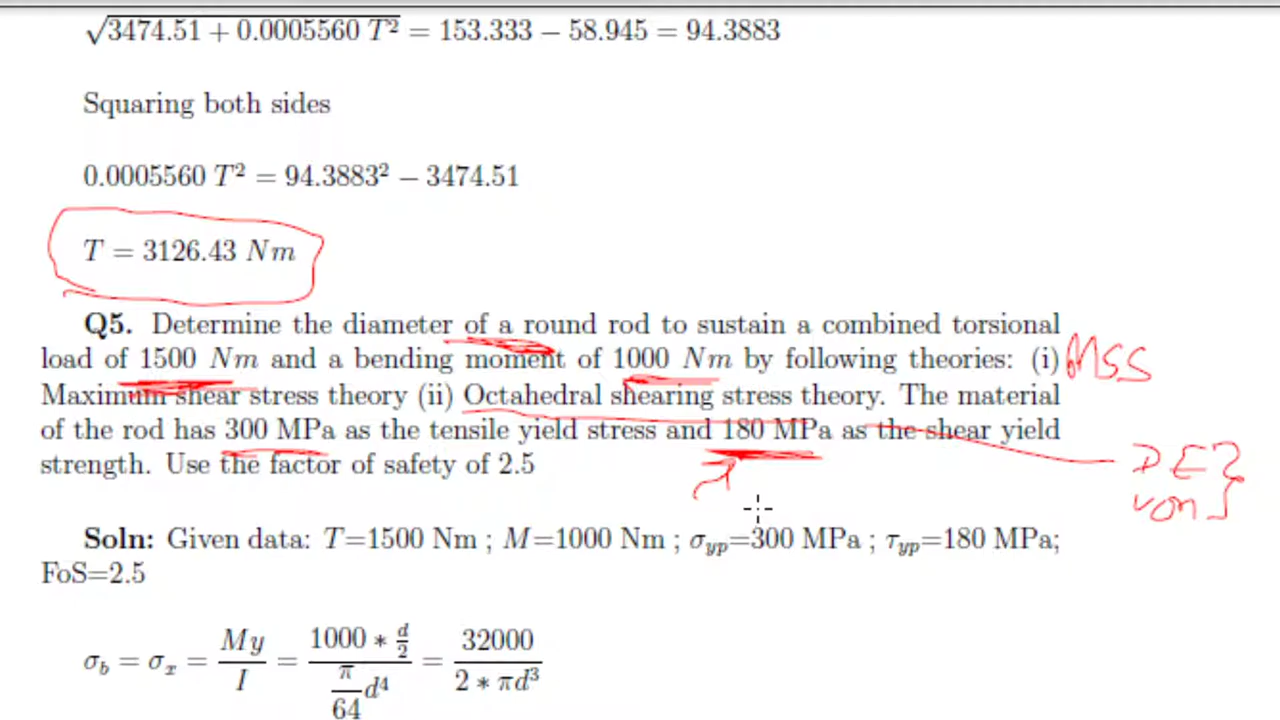 √3474.51 + 0.0005560 T² = 153.333 − 58.945 = 94.3883
Squaring both sides
0.0005560 T² = 94.3883² − 3474.51
T = 3126.43 Nm
Q5. Determine the diameter of a round rod to sustain a combined torsional
load of 1500 Nm and a bending moment of 1000 Nm by following theories: (i) MSS
Maximum shear stress theory (ii) Octahedral shearing stress theory. The material
of the rod has 300 MPa as the tensile yield stress and 180 MPa as the shear yield
strength. Use the factor of safety of 2.5
DE
von
Soln: Given data: T=1500 Nm ; M=1000 Nm ; σyp=300 MPa ; τyp=180 MPa;
FoS=2.5
σb = σx = My/I = (1000 * d/2)/(π/64 d⁴) = 32000/(2 * πd³)